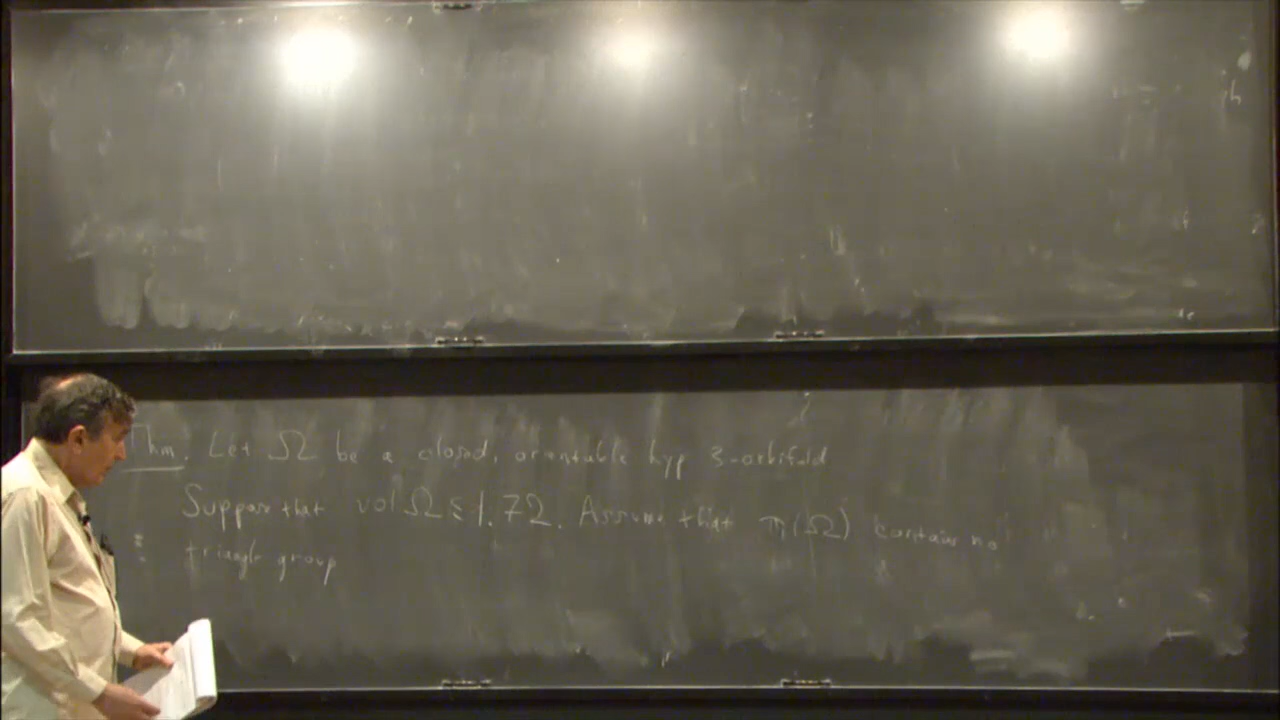 Thm. Let Ω be a closed, orientable hyp 3-orbifold
Suppose that vol Ω ≤ 1.72. Assume that π₁(Ω) contains no
triangle group